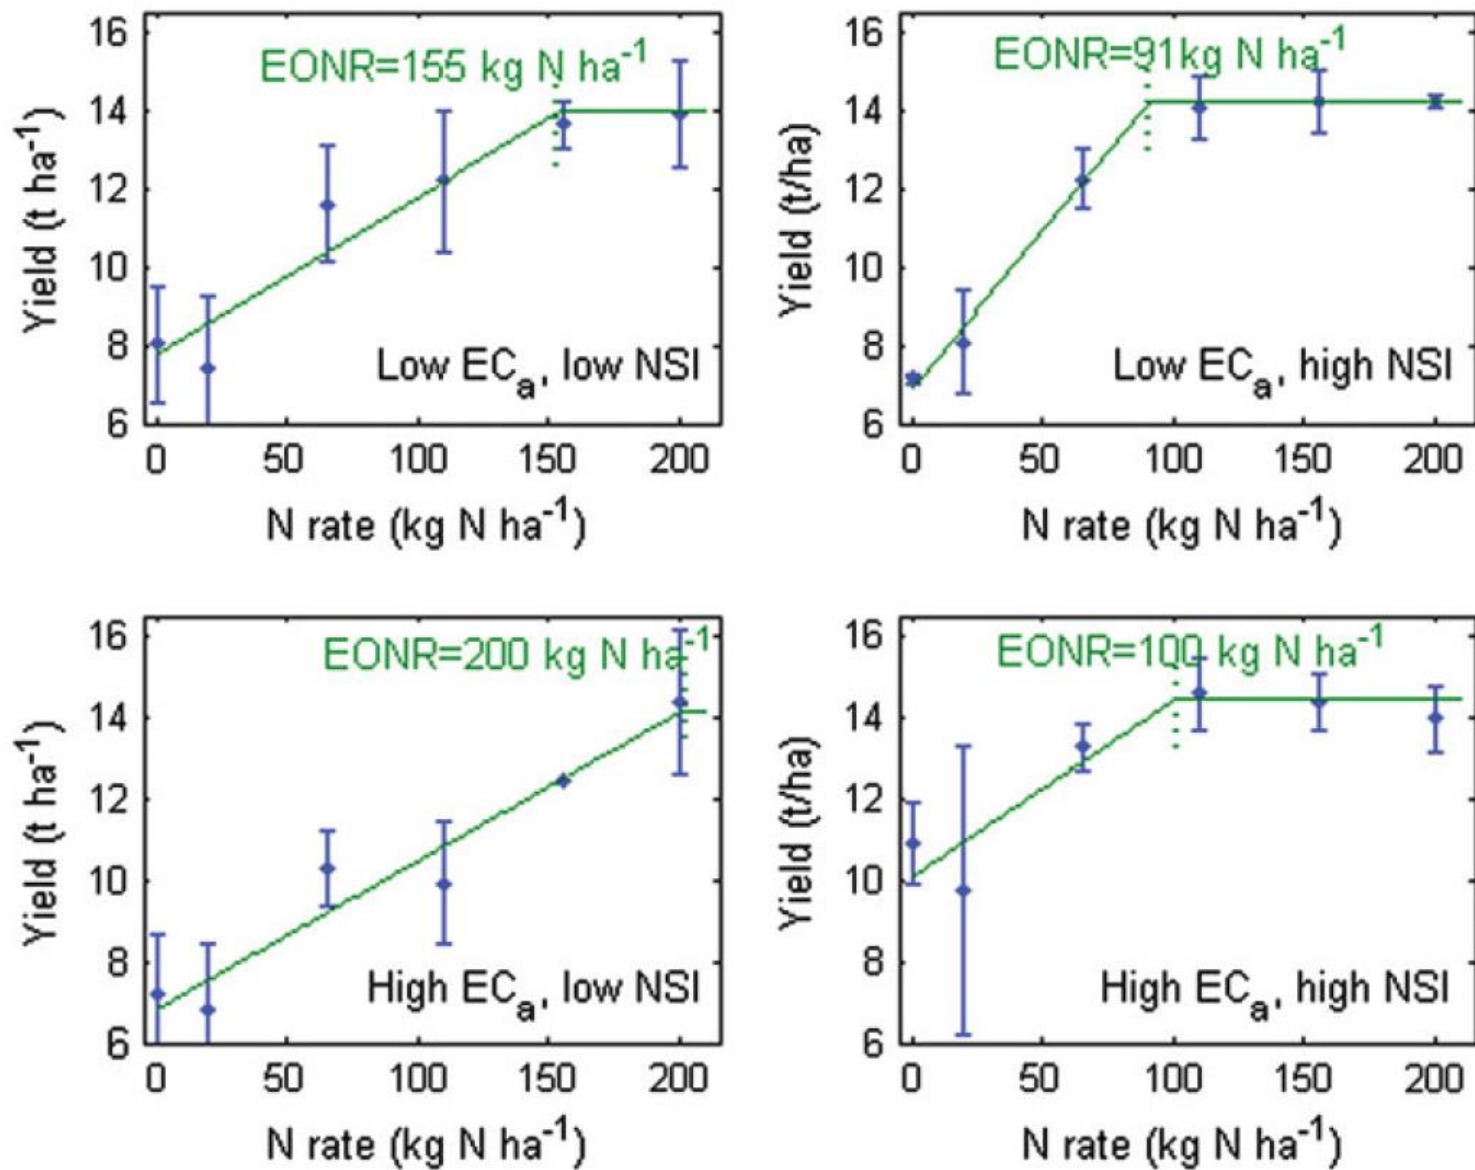 16
14
12
10
8
6
Yield (t ha-1)
EONR=155 kg N ha-1
Low ECa, low NSI
0 50 100 150 200
N rate (kg N ha-1)
16
14
12
10
8
6
Yield (t/ha)
EONR=91kg N ha-1
Low ECa, high NSI
0 50 100 150 200
N rate (kg N ha-1)
16
14
12
10
8
6
Yield (t ha-1)
EONR=200 kg N ha-1
High ECa, low NSI
0 50 100 150 200
N rate (kg N ha-1)
16
14
12
10
8
6
Yield (t/ha)
EONR=100 kg N ha-1
High ECa, high NSI
0 50 100 150 200
N rate (kg N ha-1)